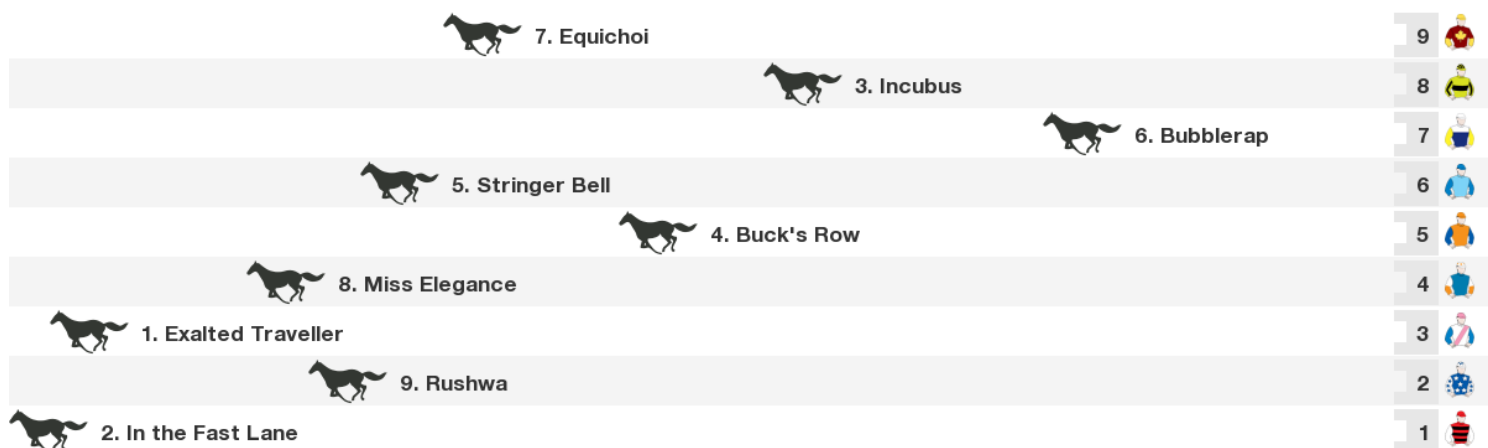 7. Equichoi 9
3. Incubus 8
6. Bubblerap 7
5. Stringer Bell 6
4. Buck's Row 5
8. Miss Elegance 4
1. Exalted Traveller 3
9. Rushwa 2
2. In the Fast Lane 1